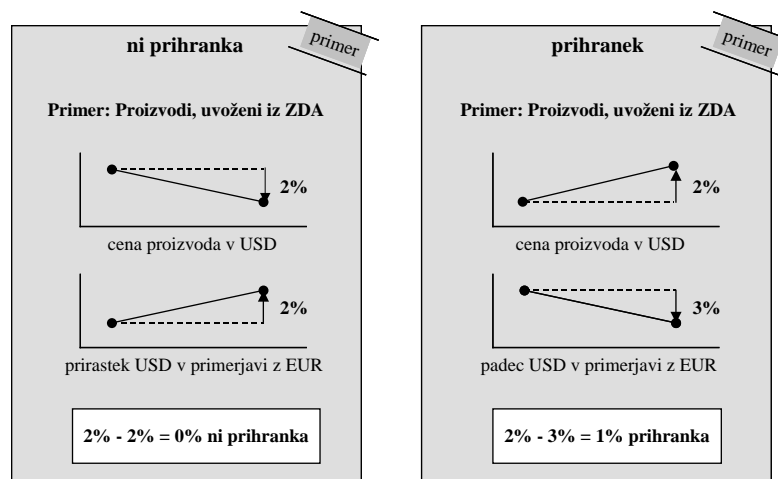 ni prihranka
primer
Primer: Proizvodi, uvoženi iz ZDA
2%
cena proizvoda v USD
2%
prirastek USD v primerjavi z EUR
2% - 2% = 0% ni prihranka
prihranek
primer
Primer: Proizvodi, uvoženi iz ZDA
2%
cena proizvoda v USD
3%
padec USD v primerjavi z EUR
2% - 3% = 1% prihranka